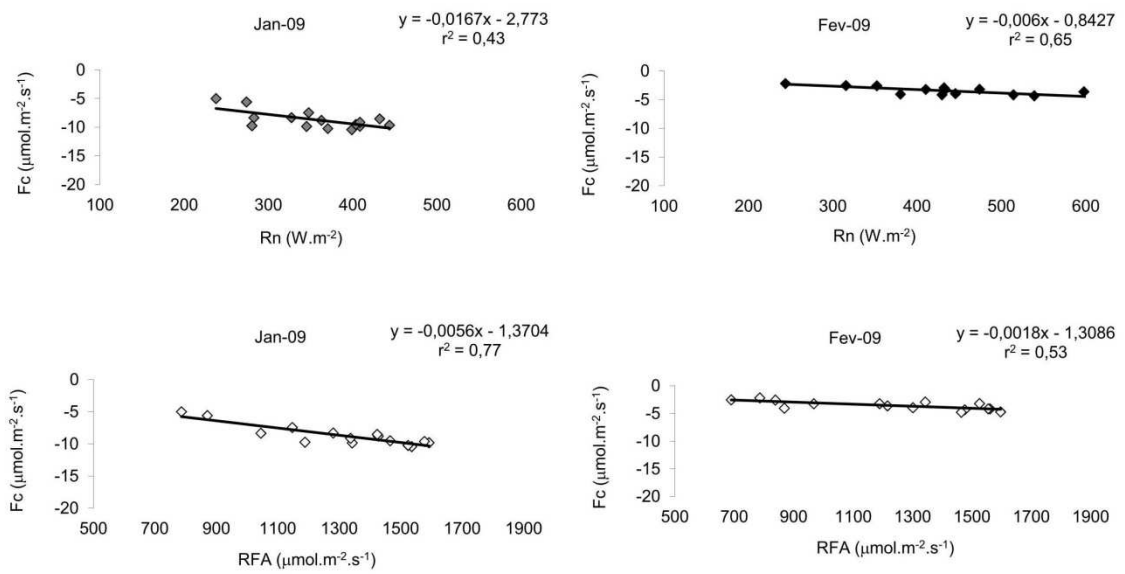 Jan-09
y = -0,0167x - 2,773
r² = 0,43
0
-5
-10
-15
-20
Fc (μmol.m⁻².s⁻¹)
100 200 300 400 500 600
Rn (W.m⁻²)
Fev-09
y = -0,006x - 0,8427
r² = 0,65
0
-5
-10
-15
-20
Fc (μmol.m⁻².s⁻¹)
100 200 300 400 500 600
Rn (W.m⁻²)
Jan-09
y = -0,0056x - 1,3704
r² = 0,77
0
-5
-10
-15
-20
Fc (μmol.m⁻².s⁻¹)
500 700 900 1100 1300 1500 1700 1900
RFA (μmol.m⁻².s⁻¹)
Fev-09
y = -0,0018x - 1,3086
r² = 0,53
0
-5
-10
-15
-20
Fc (μmol.m⁻².s⁻¹)
500 700 900 1100 1300 1500 1700 1900
RFA (μmol.m⁻².s⁻¹)